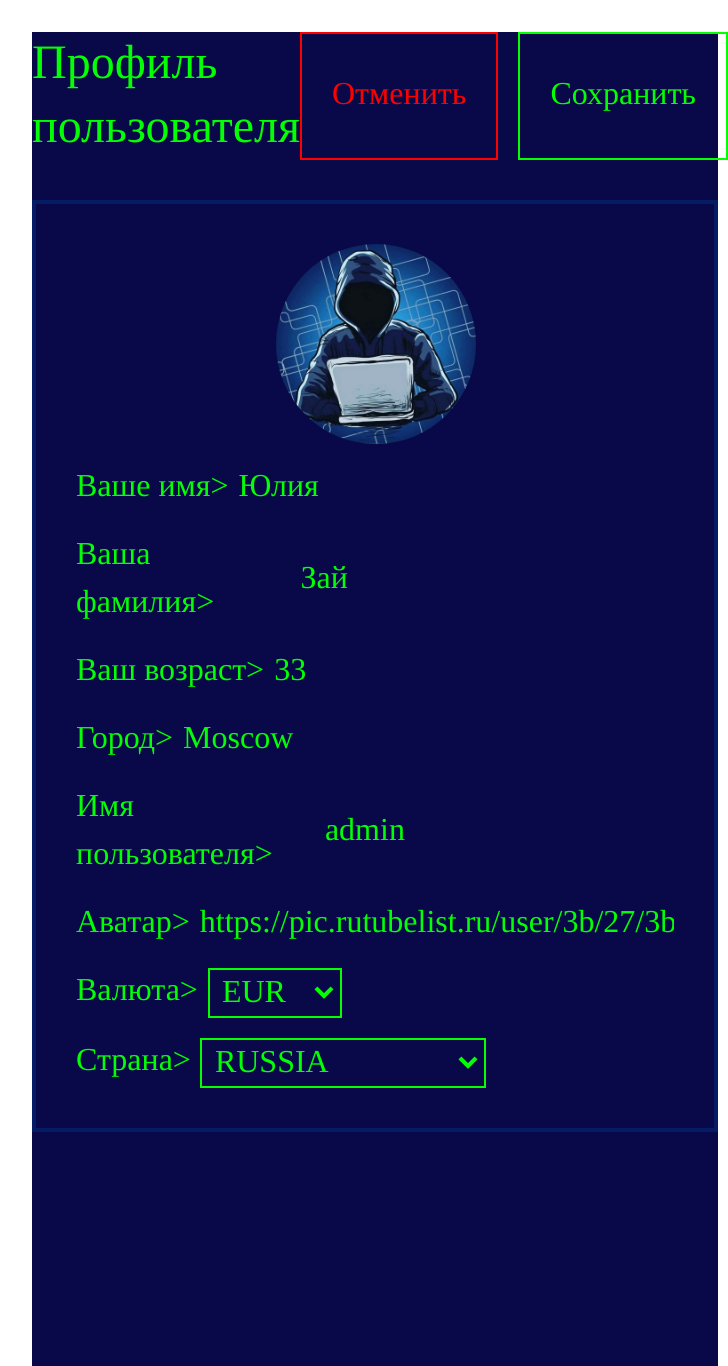 Профиль
пользователя
Отменить
Сохранить
Ваше имя> Юлия
Ваша
фамилия>
Зай
Ваш возраст> 33
Город> Moscow
Имя
пользователя>
admin
Аватар> https://pic.rutubelist.ru/user/3b/27/3b
Валюта> EUR
Страна> RUSSIA